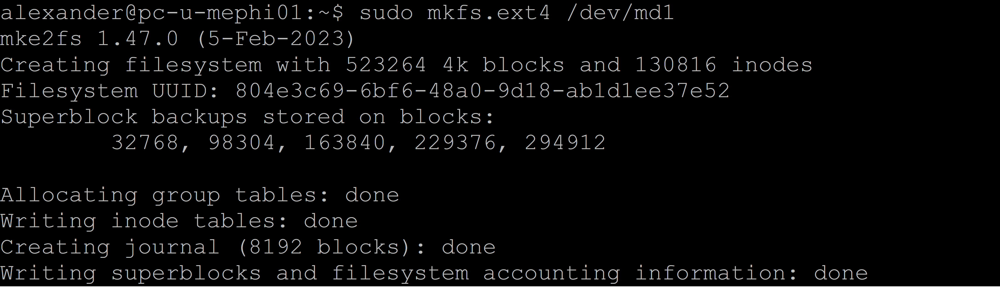 alexander@pc-u-mephi01:~$ sudo mkfs.ext4 /dev/md1
mke2fs 1.47.0 (5-Feb-2023)
Creating filesystem with 523264 4k blocks and 130816 inodes
Filesystem UUID: 804e3c69-6bf6-48a0-9d18-ab1d1ee37e52
Superblock backups stored on blocks:
        32768, 98304, 163840, 229376, 294912
Allocating group tables: done
Writing inode tables: done
Creating journal (8192 blocks): done
Writing superblocks and filesystem accounting information: done